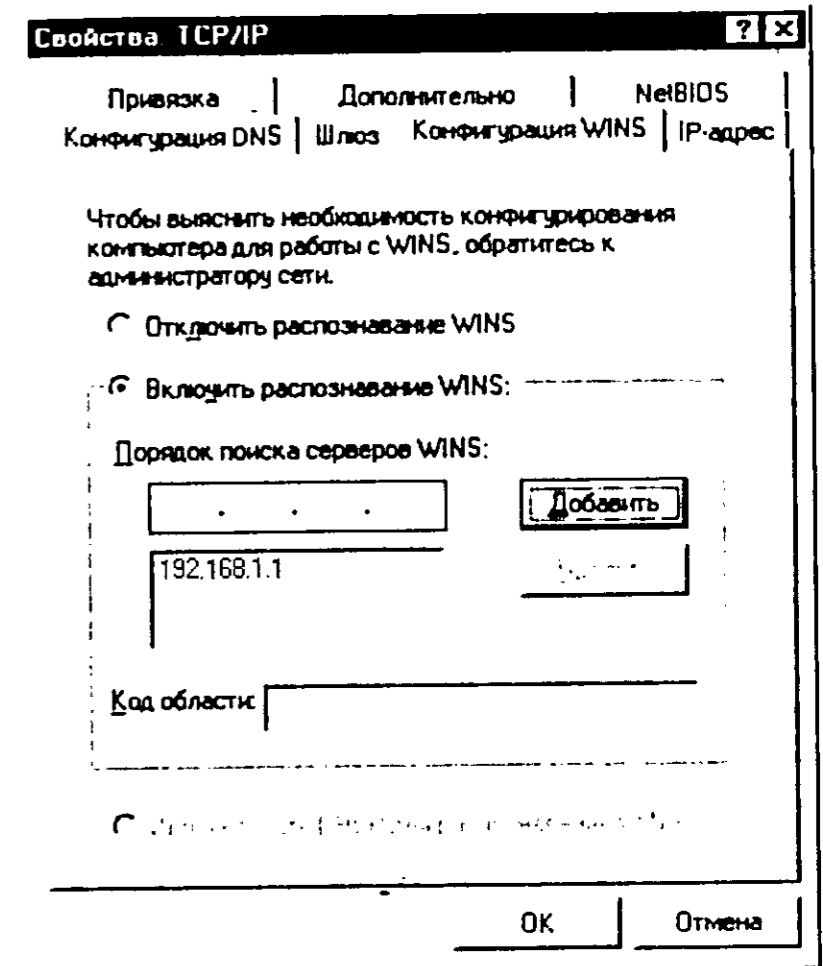 Свойства TCP/IP
Привязка | Дополнительно | NetBIOS
Конфигурация DNS | Шлюз Конфигурация WINS | IP-адрес
Чтобы выяснить необходимость конфигурирования
компьютера для работы с WINS, обратитесь к
администратору сети.
Отключить распознавание WINS
Включить распознавание WINS:
Порядок поиска серверов WINS:
. . . Добавить
192.168.1.1
Код области:
OK Отмена